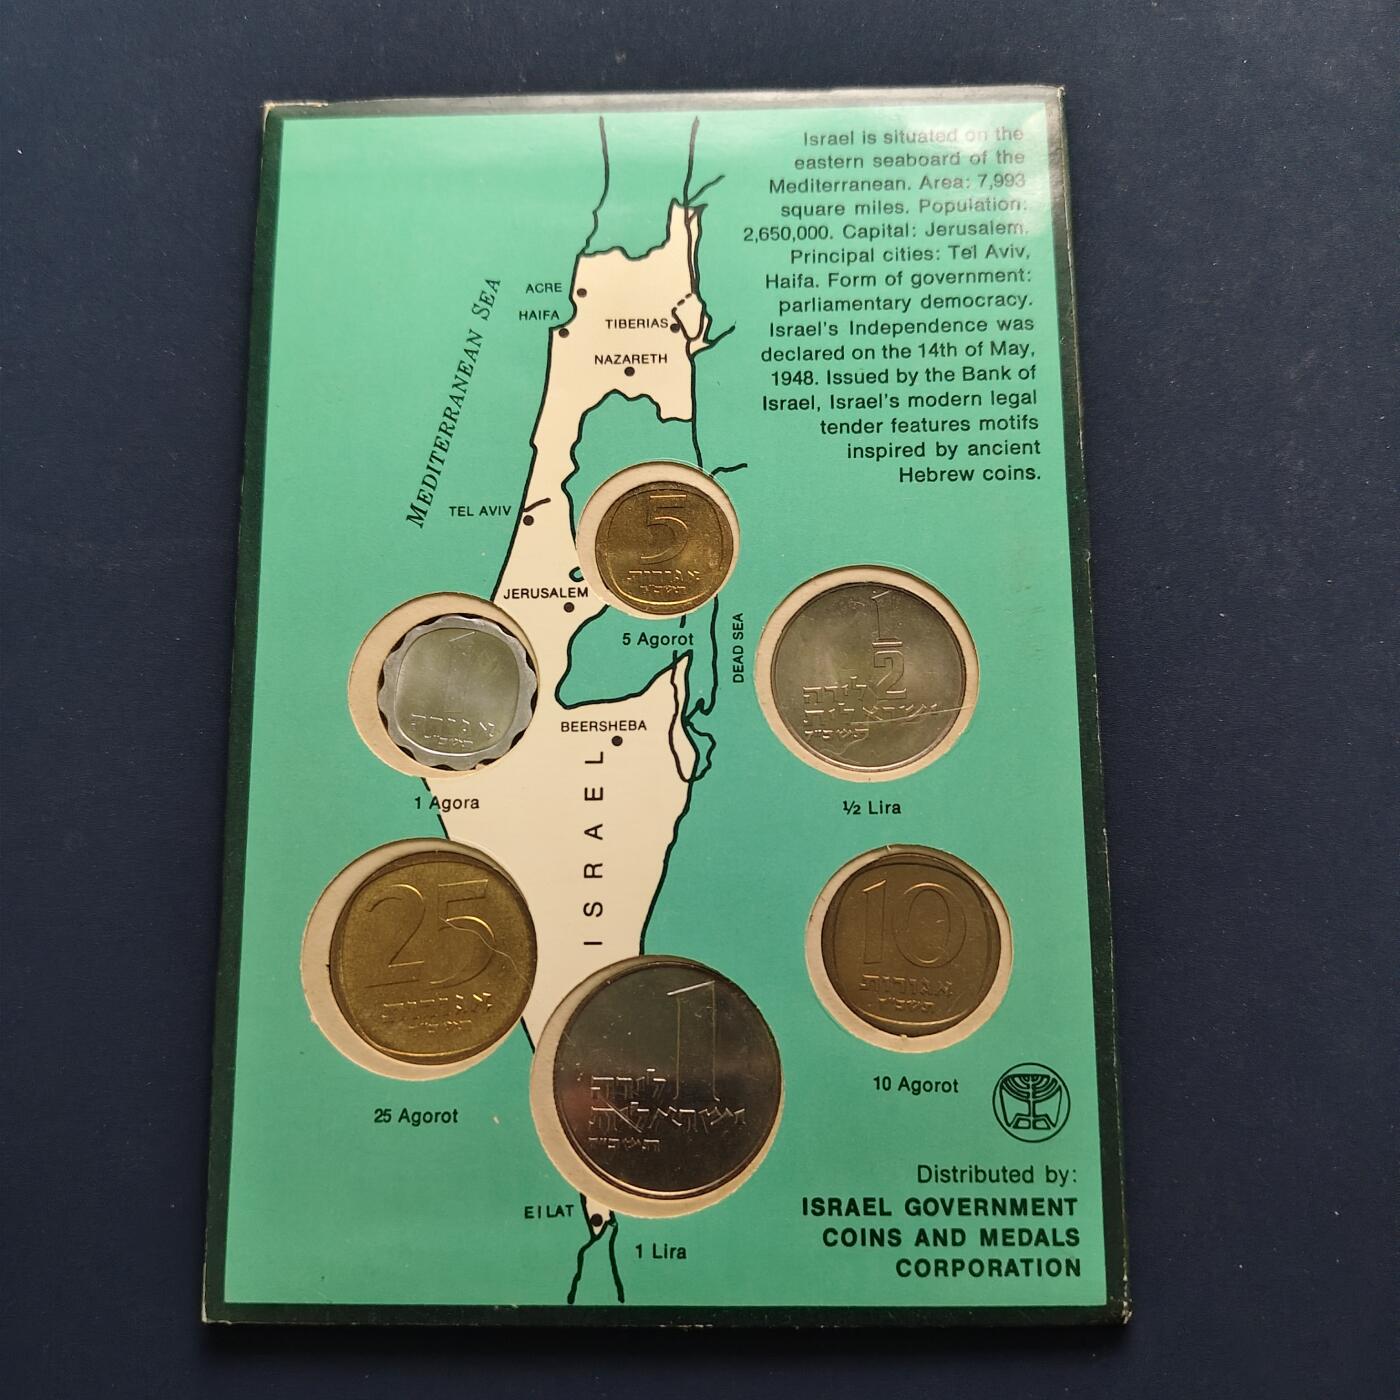 Israel is situated on the
eastern seaboard of the
Mediterranean. Area: 7,993
square miles. Population:
2,650,000. Capital: Jerusalem.
Principal cities: Tel Aviv,
Haifa. Form of government:
parliamentary democracy.
Israel's Independence was
declared on the 14th of May,
1948. Issued by the Bank of
Israel, Israel's modern legal
tender features motifs
inspired by ancient
Hebrew coins.
MEDITERRANEAN SEA
ACRE
HAIFA
TIBERIAS
NAZARETH
TEL AVIV
5
אגורות
JERUSALEM
5 Agorot
DEAD SEA
1
אגורה
1 Agora
1/2
לירה
ישראלית
½ Lira
BEERSHEBA
ISRAEL
25
אגורות
25 Agorot
10
אגורות
10 Agorot
1
לירה
ישראלית
EILAT
1 Lira
Distributed by:
ISRAEL GOVERNMENT
COINS AND MEDALS
CORPORATION